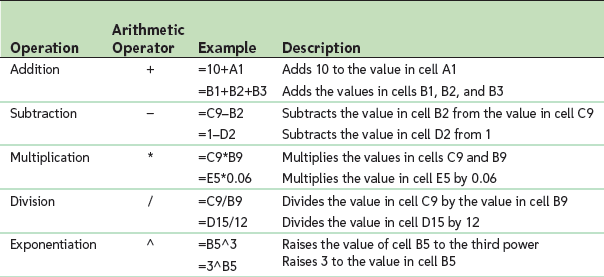 Arithmetic
Operation Operator Example Description
Addition + =10+A1 Adds 10 to the value in cell A1
=B1+B2+B3 Adds the values in cells B1, B2, and B3
Subtraction – =C9–B2 Subtracts the value in cell B2 from the value in cell C9
=1–D2 Subtracts the value in cell D2 from 1
Multiplication * =C9*B9 Multiplies the values in cells C9 and B9
=E5*0.06 Multiplies the value in cell E5 by 0.06
Division / =C9/B9 Divides the value in cell C9 by the value in cell B9
=D15/12 Divides the value in cell D15 by 12
Exponentiation ^ =B5^3 Raises the value of cell B5 to the third power
=3^B5 Raises 3 to the value in cell B5